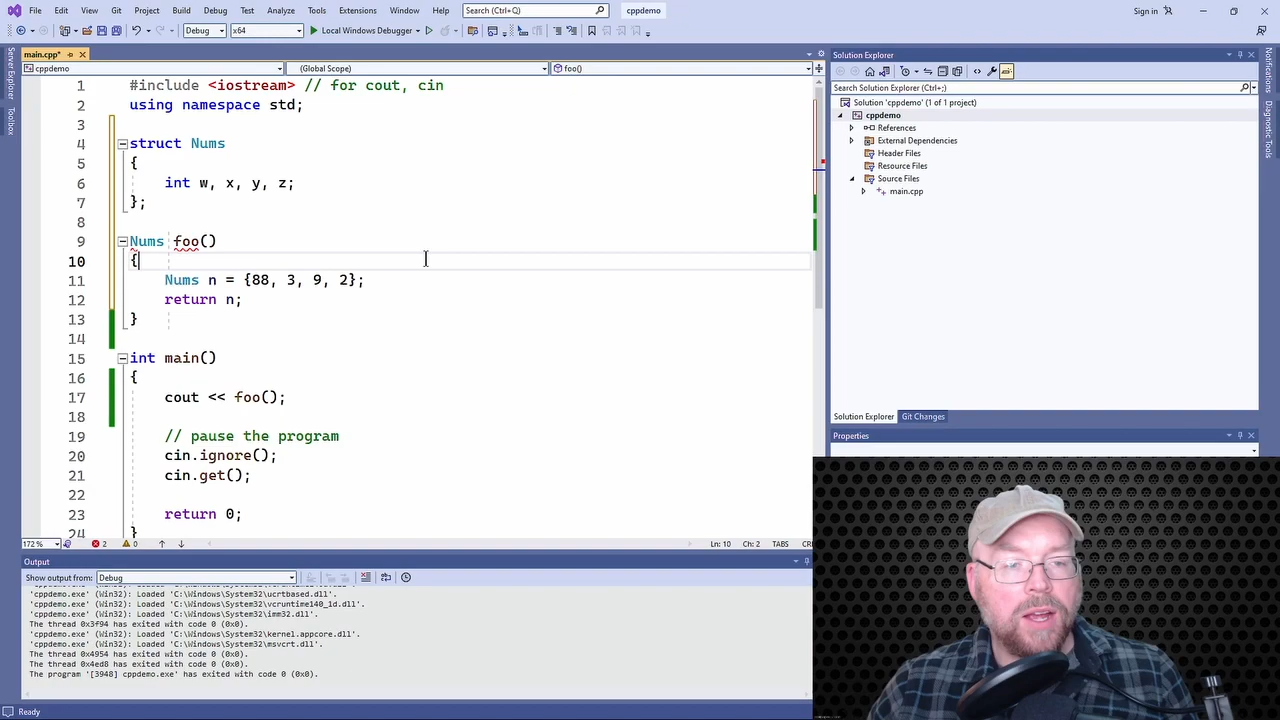 File Edit View Git Project Build Debug Test Analyze Tools Extensions Window Help Search (Ctrl+Q) cppdemo Sign in
Debug x64 Local Windows Debugger
Server Explorer
Toolbox
main.cpp*
cppdemo (Global Scope) foo()
1 #include <iostream> // for cout, cin
2 using namespace std;
3
4 struct Nums
5 {
6 int w, x, y, z;
7 };
8
9 Nums foo()
10 {
11 Nums n = {88, 3, 9, 2};
12 return n;
13 }
14
15 int main()
16 {
17 cout << foo();
18
19 // pause the program
20 cin.ignore();
21 cin.get();
22
23 return 0;
24 }
172 % 2 0 Ln: 10 Ch: 2 TABS
Output
Show output from: Debug
'cppdemo.exe' (Win32): Loaded 'C:\Windows\System32\ucrtbased.dll'.
'cppdemo.exe' (Win32): Loaded 'C:\Windows\System32\vcruntime140_1d.dll'.
'cppdemo.exe' (Win32): Loaded 'C:\Windows\System32\imm32.dll'.
The thread 0x3f94 has exited with code 0 (0x0).
'cppdemo.exe' (Win32): Loaded 'C:\Windows\System32\kernel.appcore.dll'.
'cppdemo.exe' (Win32): Loaded 'C:\Windows\System32\msvcrt.dll'.
The thread 0x4954 has exited with code 0 (0x0).
The thread 0x4ed8 has exited with code 0 (0x0).
The program '[3948] cppdemo.exe' has exited with code 0 (0x0).
Ready
Solution Explorer
Search Solution Explorer (Ctrl+;)
Solution 'cppdemo' (1 of 1 project)
cppdemo
References
External Dependencies
Header Files
Resource Files
Source Files
main.cpp
Solution Explorer Git Changes
Properties
Notifications
Diagnostic Tools